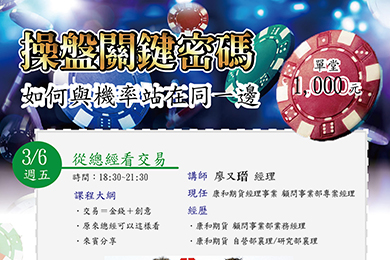 操盤關鍵密碼
如何與機率站在同一邊
單堂
1,000元
3/6
週五
從總經看交易
時間：18:30-21:30
課程大綱
・交易＝金錢＋創意
・原來總經可以這樣看
・來賓分享
講師 廖又瑨 經理
現任 康和期貨經理事業 顧問事業部專業經理
經歷
・康和期貨 顧問事業部業務經理
・康和期貨 自營部襄理/研究部襄理